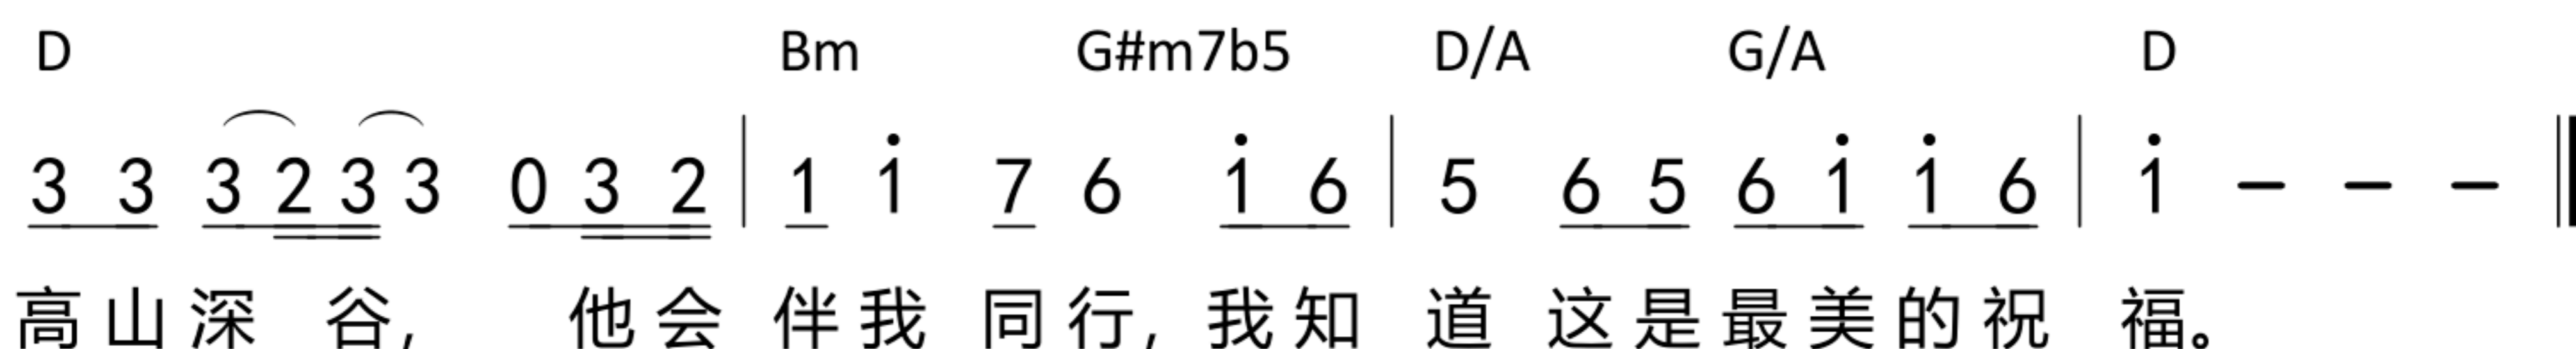 D Bm G#m7b5 D/A G/A D
3 3 3 2 3 3 0 3 2 | 1 1̇ 7 6 1̇ 6 | 5 6 5 6 1̇ 1̇ 6 | 1̇ – – – ‖
高山深 谷, 他会 伴我 同行, 我知 道 这是最美的祝 福。